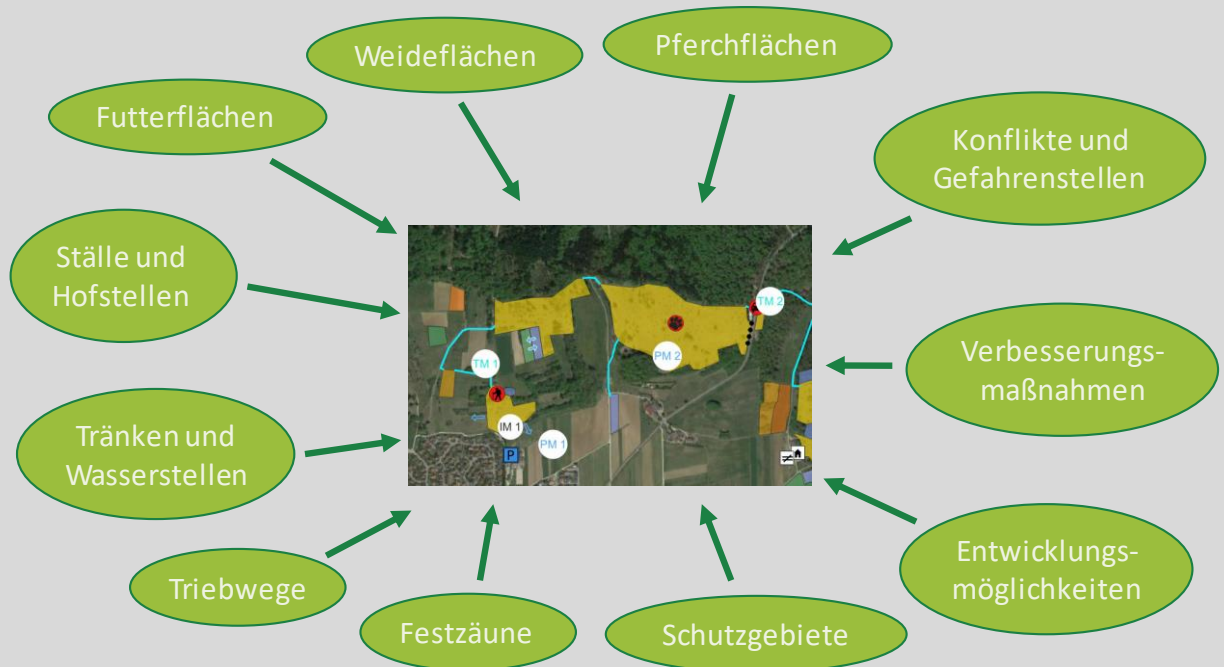 Weideflächen
Pferchflächen
Futterflächen
Konflikte und
Gefahrenstellen
Ställe und
Hofstellen
TM 2
TM 1
PM 2
Verbesserungs-
maßnahmen
IM 1
PM 1
P
Tränken und
Wasserstellen
Triebwege
Entwicklungs-
möglichkeiten
Festzäune
Schutzgebiete